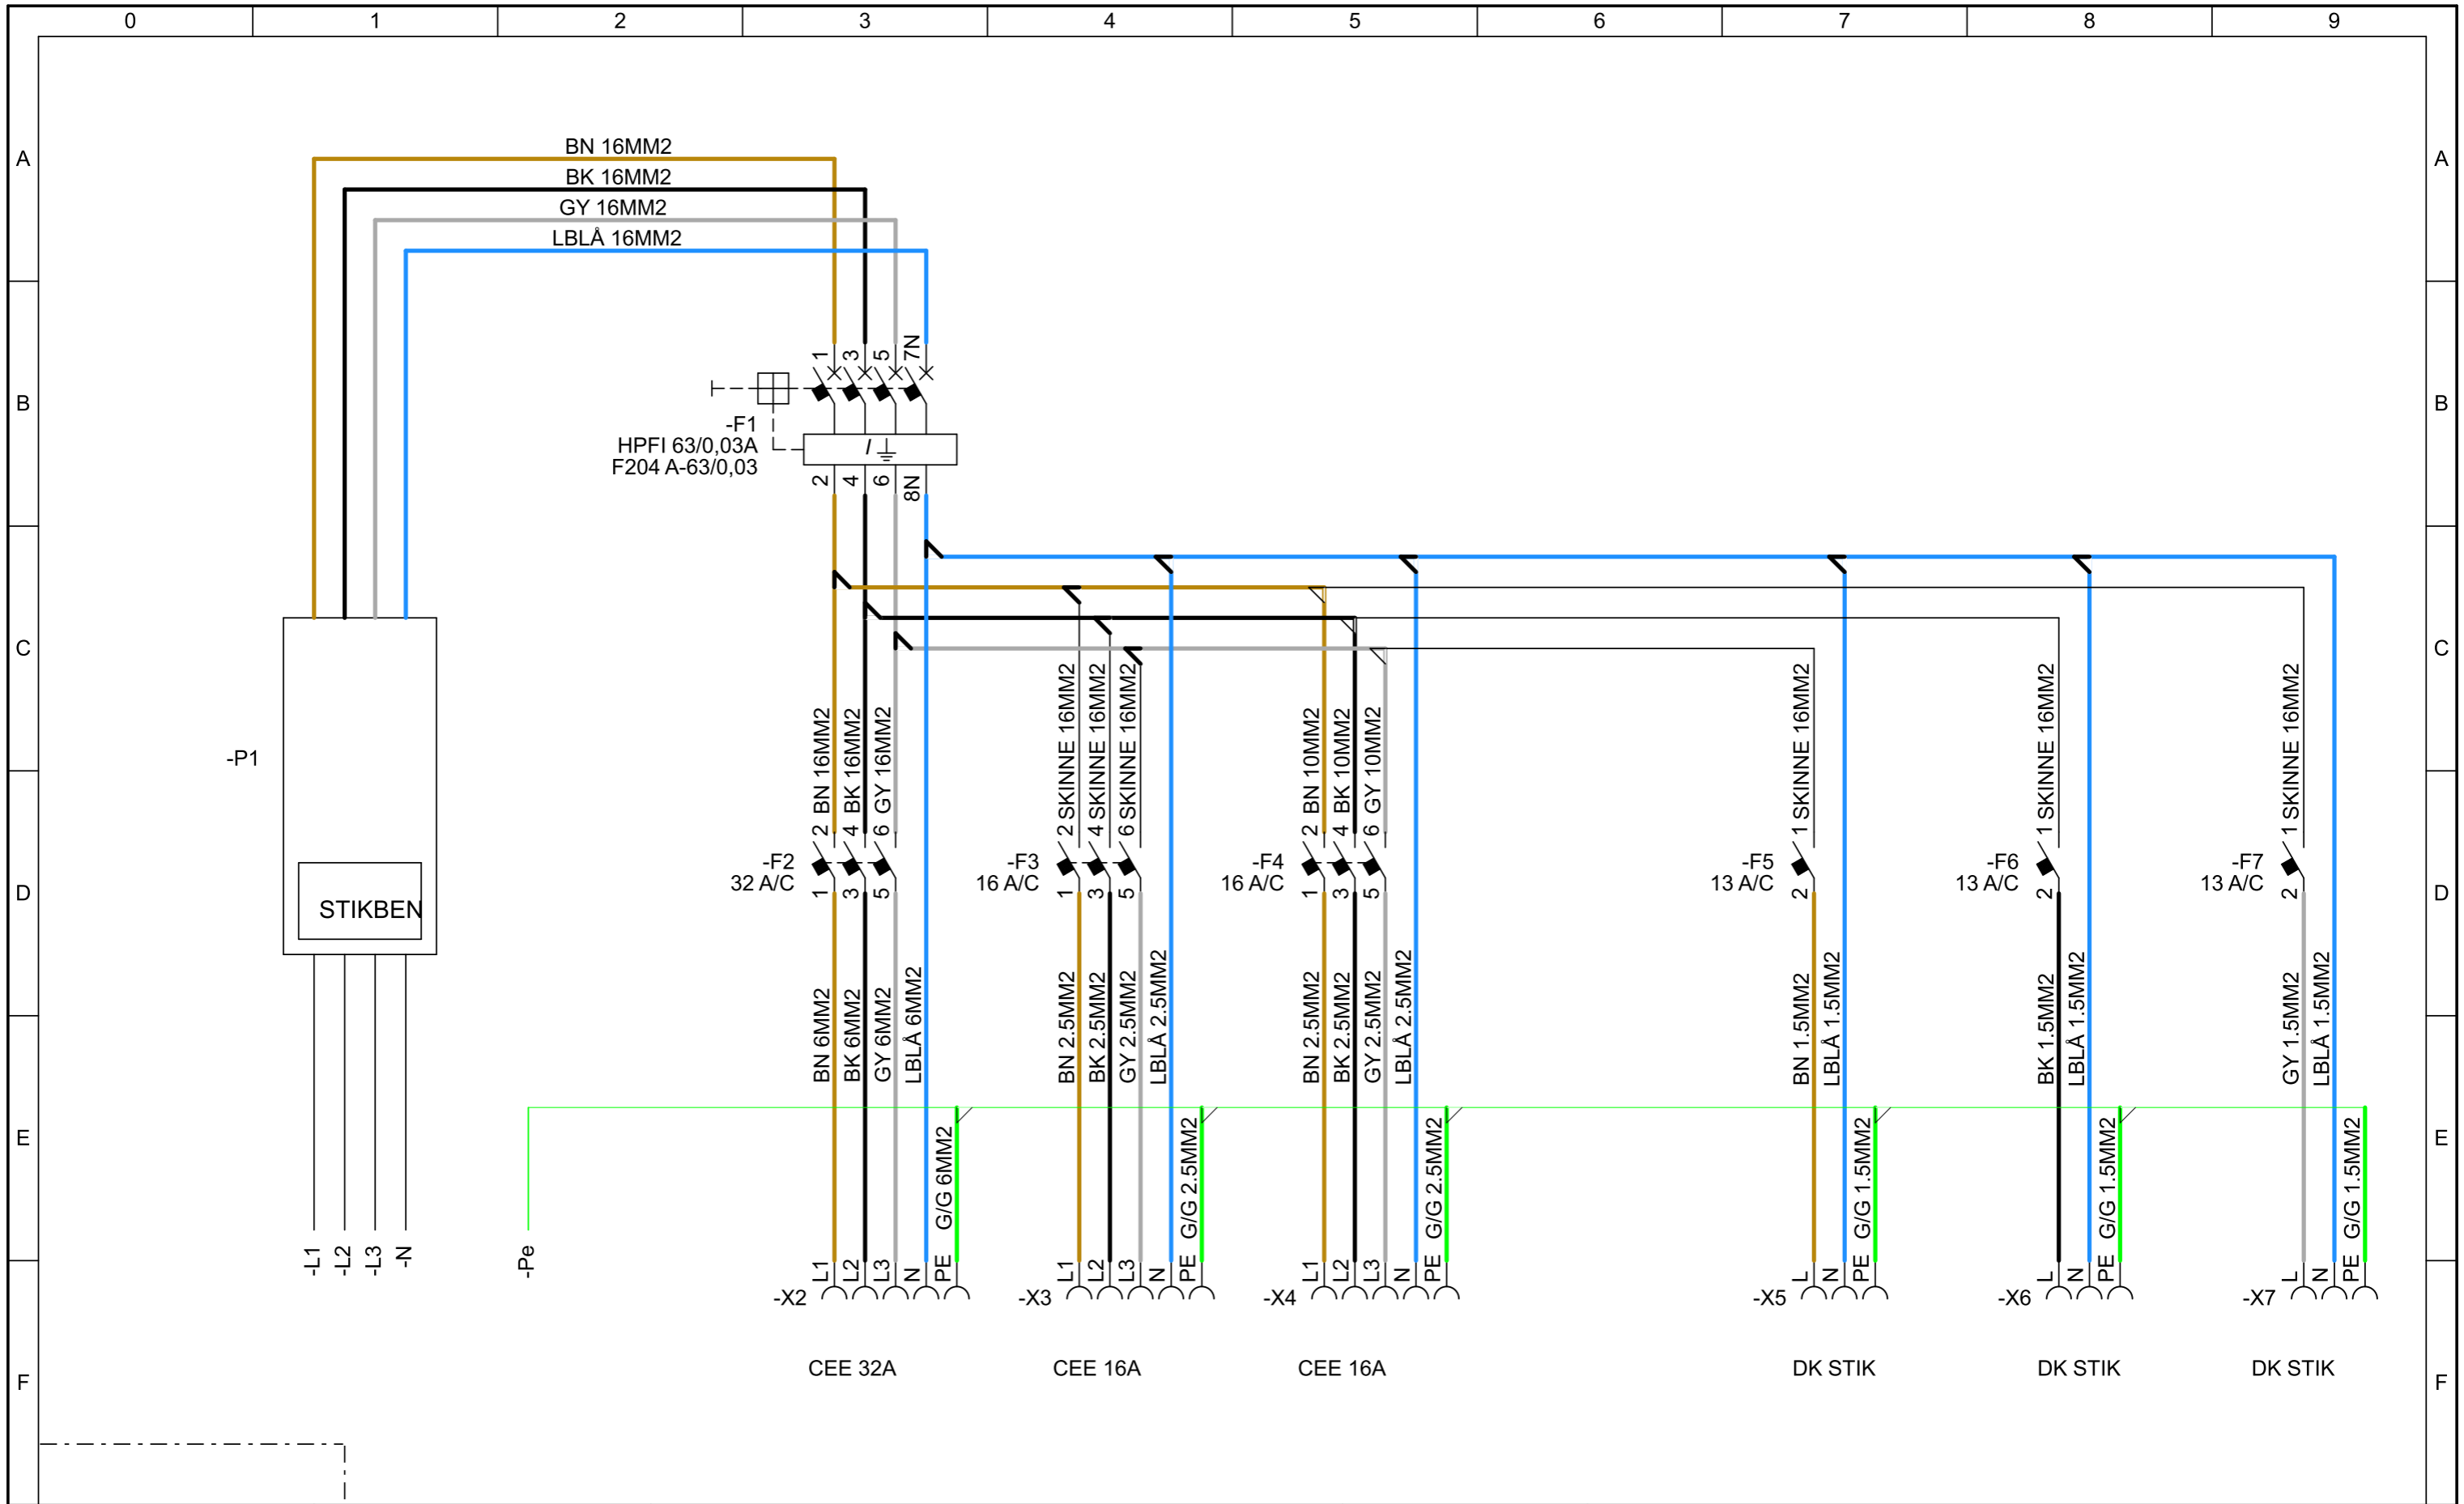 0 1 2 3 4 5 6 7 8 9
A A
BN 16MM2
BK 16MM2
GY 16MM2
LBLÅ 16MM2
B B
1 3 5 7N
-F1
HPFI 63/0,03A
F204 A-63/0,03
I
2 4 6 8N
C C
-P1
STIKBEN
BN 16MM2
BK 16MM2
GY 16MM2
SKINNE 16MM2
SKINNE 16MM2
SKINNE 16MM2
BN 10MM2
BK 10MM2
GY 10MM2
SKINNE 16MM2
SKINNE 16MM2
SKINNE 16MM2
D D
2 4 6
-F2
32 A/C
1 3 5
2 4 6
-F3
16 A/C
1 3 5
2 4 6
-F4
16 A/C
1 3 5
1
-F5
13 A/C
2
1
-F6
13 A/C
2
1
-F7
13 A/C
2
BN 6MM2
BK 6MM2
GY 6MM2
LBLÅ 6MM2
BN 2.5MM2
BK 2.5MM2
GY 2.5MM2
LBLÅ 2.5MM2
BN 2.5MM2
BK 2.5MM2
GY 2.5MM2
LBLÅ 2.5MM2
BN 1.5MM2
LBLÅ 1.5MM2
BK 1.5MM2
LBLÅ 1.5MM2
GY 1.5MM2
LBLÅ 1.5MM2
E E
G/G 6MM2
G/G 2.5MM2
G/G 2.5MM2
G/G 1.5MM2
G/G 1.5MM2
G/G 1.5MM2
-L1
-L2
-L3
-N
-Pe
L1 L2 L3 N PE
-X2
L1 L2 L3 N PE
-X3
L1 L2 L3 N PE
-X4
L N PE
-X5
L N PE
-X6
L N PE
-X7
CEE 32A
CEE 16A
CEE 16A
DK STIK
DK STIK
DK STIK
F F